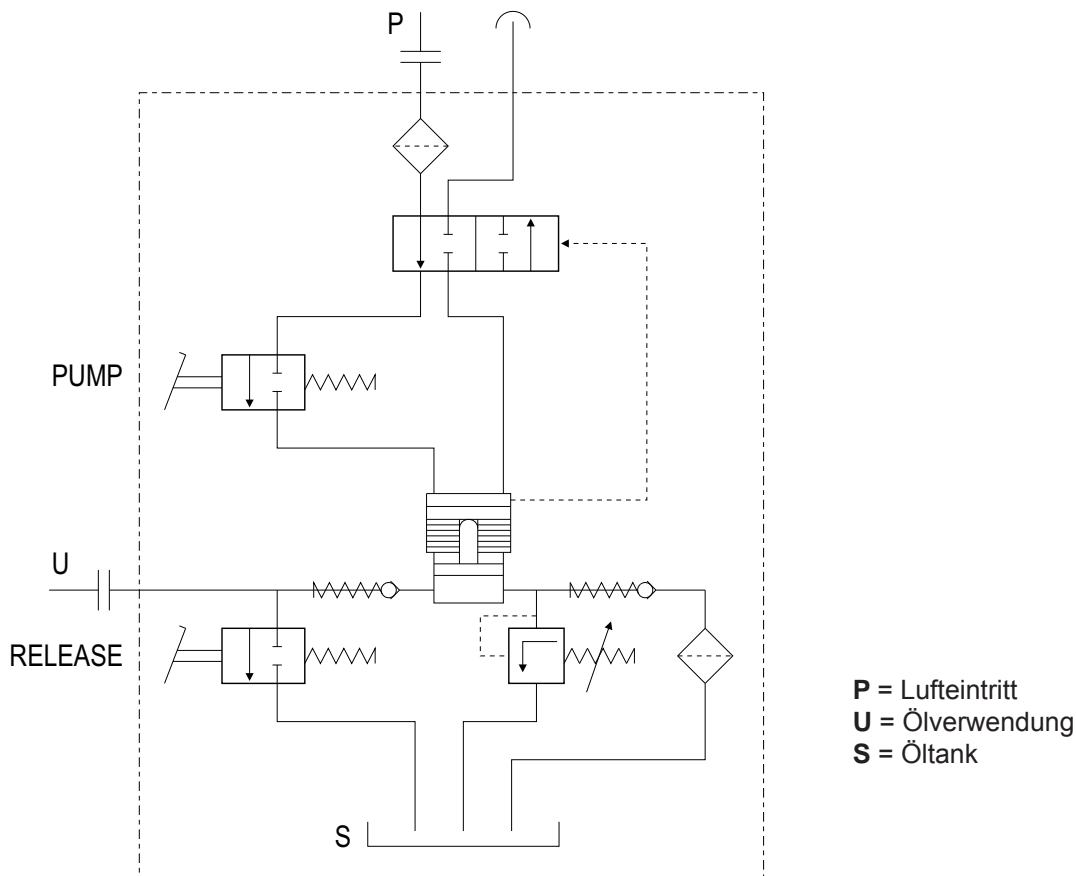 P
PUMP
U
RELEASE
P = Lufteintritt
U = Ölverwendung
S = Öltank
S